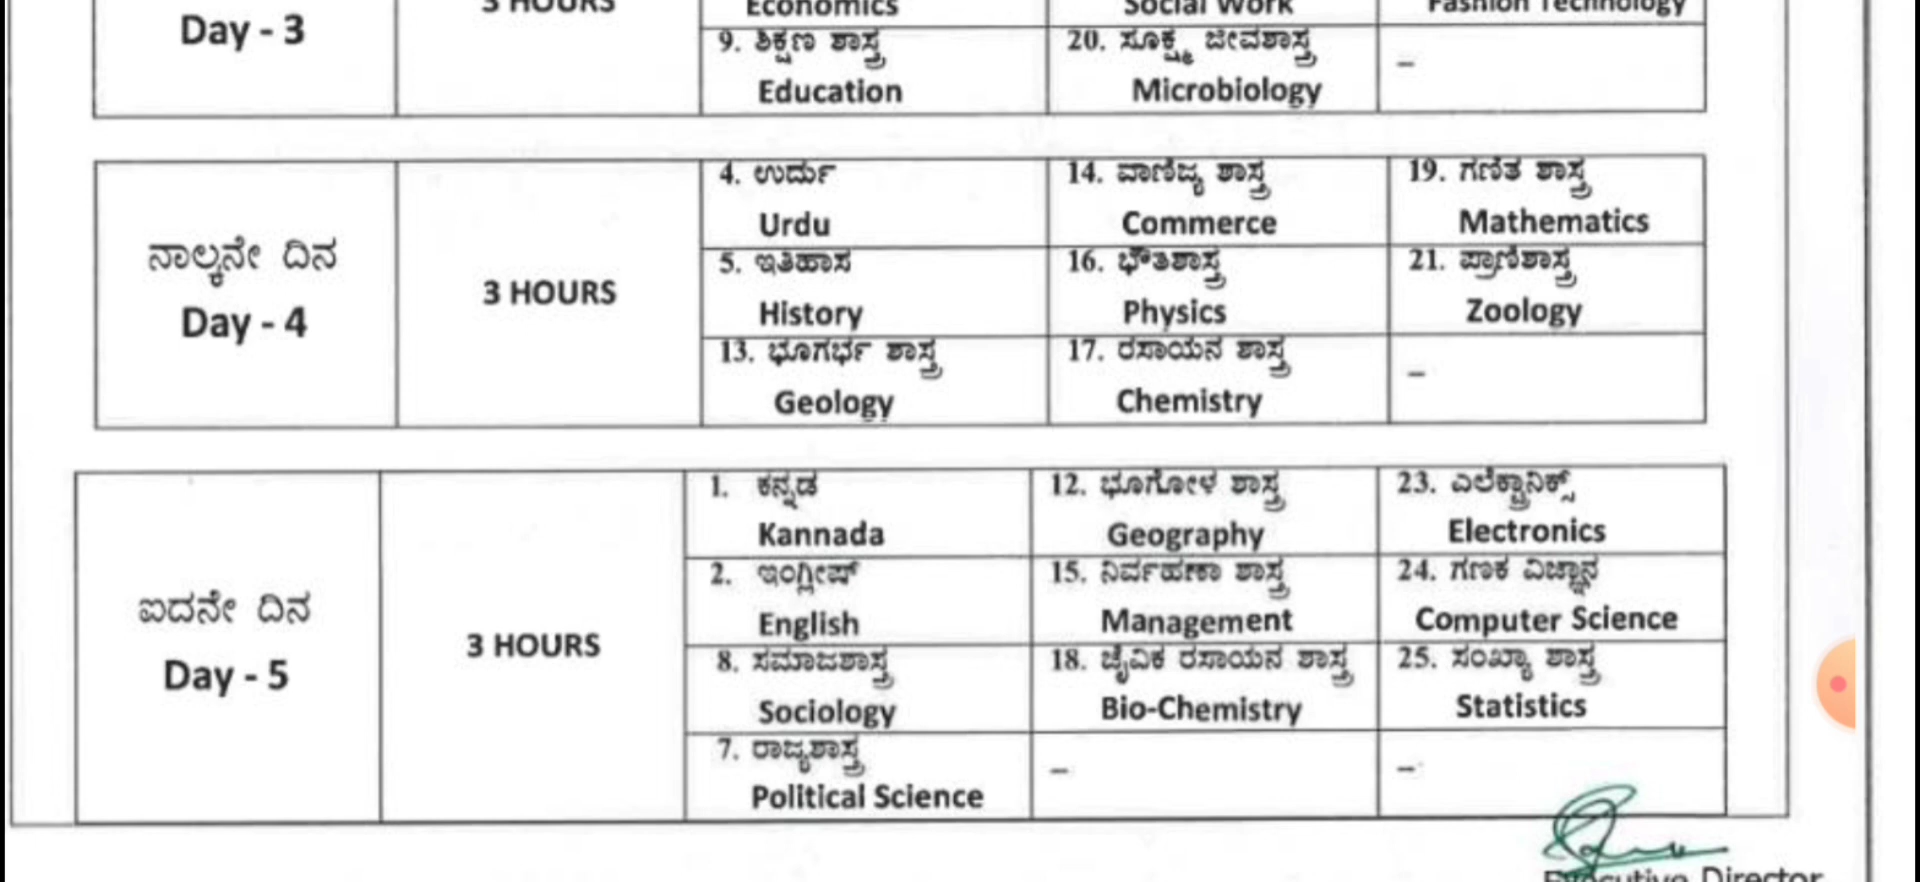 3 HOURS
Economics
Social Work
Fashion Technology
Day - 3
9. ಶಿಕ್ಷಣ ಶಾಸ್ತ್ರ
Education
20. ಸೂಕ್ಷ್ಮ ಜೀವಶಾಸ್ತ್ರ
Microbiology
–
ನಾಲ್ಕನೇ ದಿನ
Day - 4
3 HOURS
4. ಉರ್ದು
Urdu
14. ವಾಣಿಜ್ಯ ಶಾಸ್ತ್ರ
Commerce
19. ಗಣಿತ ಶಾಸ್ತ್ರ
Mathematics
5. ಇತಿಹಾಸ
History
16. ಭೌತಶಾಸ್ತ್ರ
Physics
21. ಪ್ರಾಣಿಶಾಸ್ತ್ರ
Zoology
13. ಭೂಗರ್ಭ ಶಾಸ್ತ್ರ
Geology
17. ರಸಾಯನ ಶಾಸ್ತ್ರ
Chemistry
–
ಐದನೇ ದಿನ
Day - 5
3 HOURS
1. ಕನ್ನಡ
Kannada
12. ಭೂಗೋಳ ಶಾಸ್ತ್ರ
Geography
23. ಎಲೆಕ್ಟ್ರಾನಿಕ್ಸ್
Electronics
2. ಇಂಗ್ಲೀಷ್
English
15. ನಿರ್ವಹಣಾ ಶಾಸ್ತ್ರ
Management
24. ಗಣಕ ವಿಜ್ಞಾನ
Computer Science
8. ಸಮಾಜಶಾಸ್ತ್ರ
Sociology
18. ಜೈವಿಕ ರಸಾಯನ ಶಾಸ್ತ್ರ
Bio-Chemistry
25. ಸಂಖ್ಯಾ ಶಾಸ್ತ್ರ
Statistics
7. ರಾಜ್ಯಶಾಸ್ತ್ರ
Political Science
–
–
Executive Director